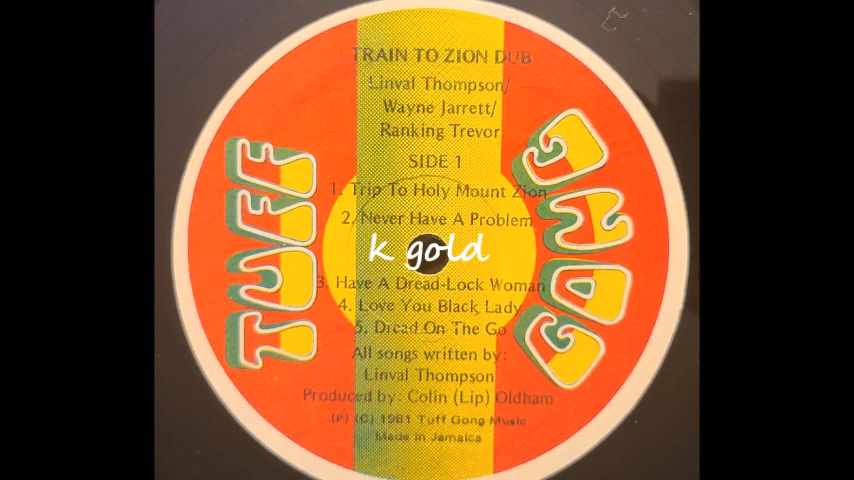 TRAIN TO ZION DUB
Linval Thompson/
Wayne Jarrett/
Ranking Trevor
SIDE 1
1. Trip To Holy Mount Zion
2. Never Have A Problem
k gold
3. Have A Dread-Lock Woman
4. Love You Black Lady
5. Dread On The Go
All songs written by:
Linval Thompson
Produced by: Colin (Lip) Oldham
(P) (C) 1981 Tuff Gong Music
Made in Jamaica
TUFF
GONG